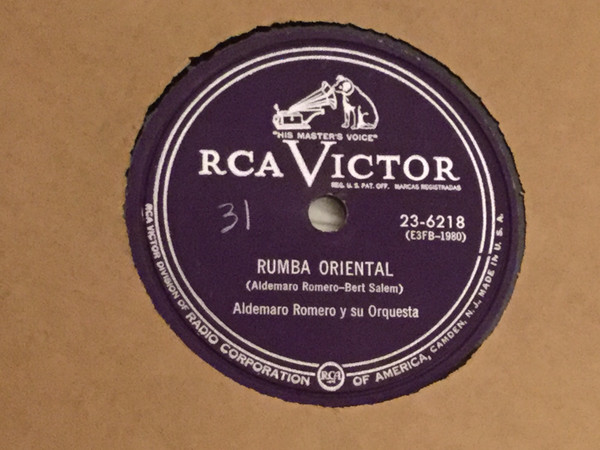 "HIS MASTER'S VOICE"
RCA VICTOR
REG. U. S. PAT. OFF. MARCAS REGISTRADAS
31
23-6218
(E3FB-1980)
RUMBA ORIENTAL
(Aldemaro Romero-Bert Salem)
Aldemaro Romero y su Orquesta
RCA VICTOR DIVISION OF RADIO CORPORATION RCA OF AMERICA, CAMDEN, N. J. MADE IN U. S. A.